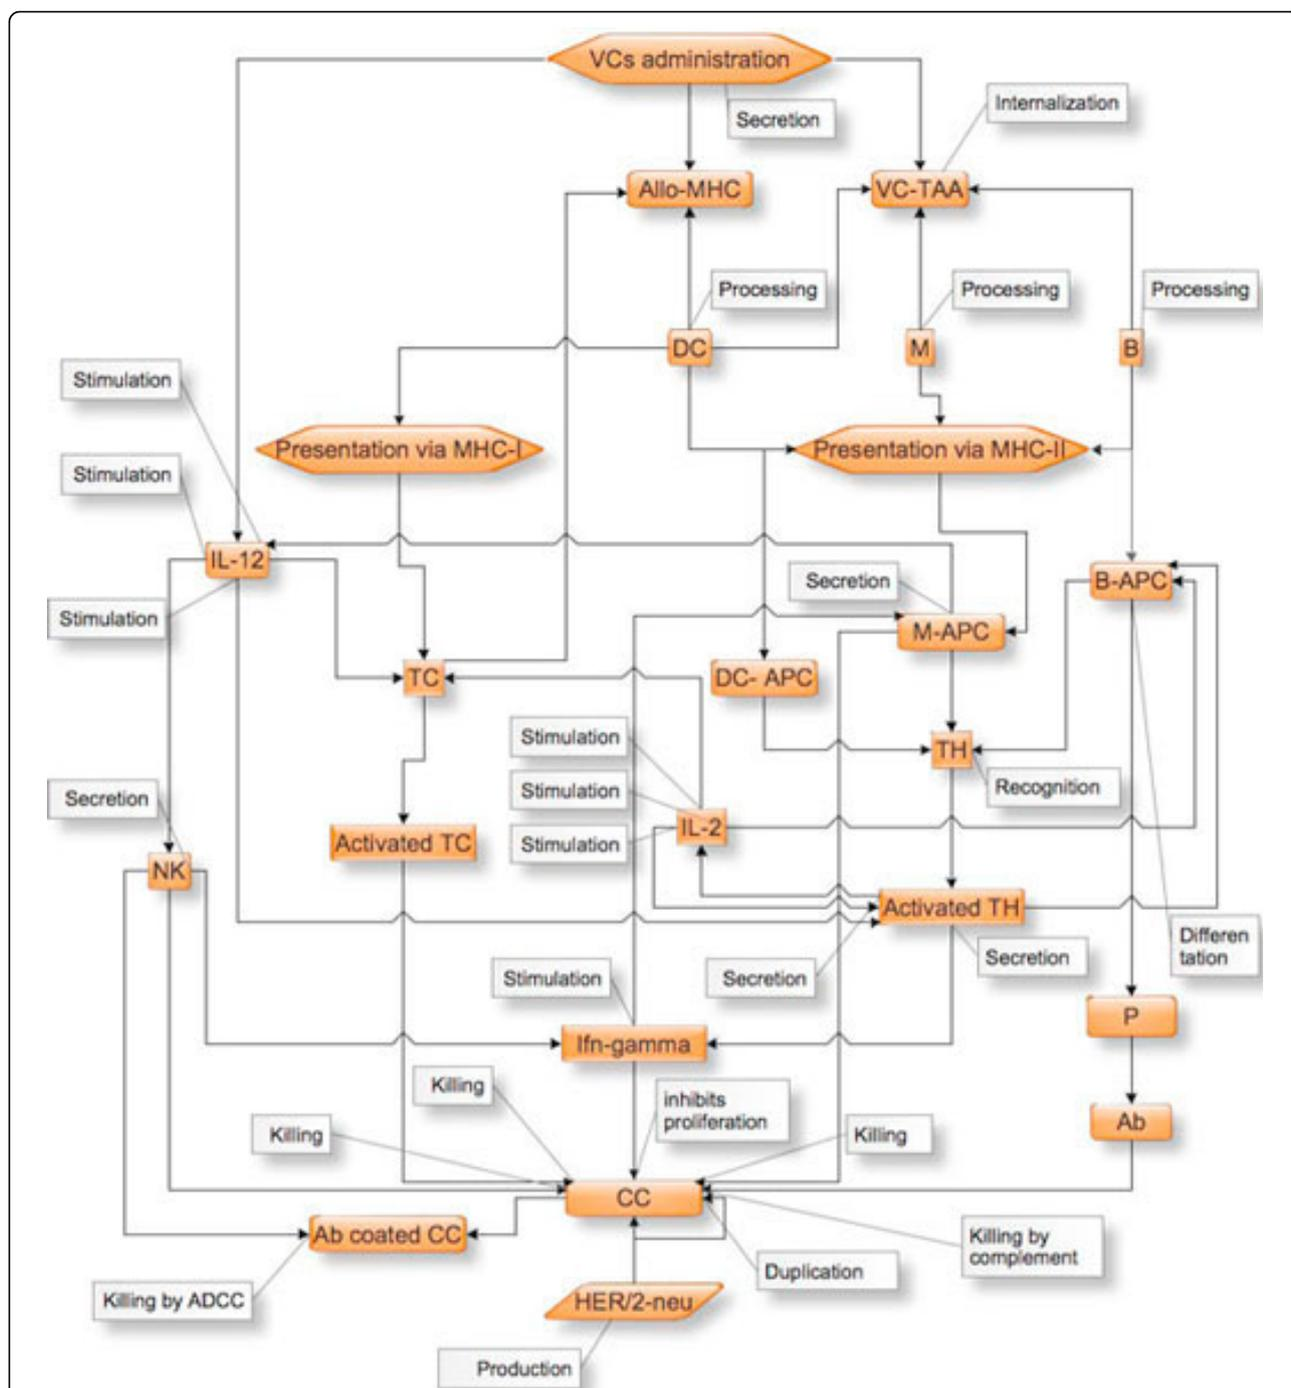 VCs administration
Secretion
Internalization
Allo-MHC
VC-TAA
Processing
Processing
Processing
DC
M
B
Stimulation
Presentation via MHC-I
Presentation via MHC-II
Stimulation
IL-12
Secretion
B-APC
Stimulation
M-APC
TC
DC- APC
Stimulation
TH
Recognition
Stimulation
Secretion
IL-2
Activated TC
Stimulation
NK
Activated TH
Differen
tation
Stimulation
Secretion
Secretion
P
Ifn-gamma
Killing
inhibits
proliferation
Ab
Killing
Killing
CC
Ab coated CC
Killing by
complement
Duplication
Killing by ADCC
HER/2-neu
Production